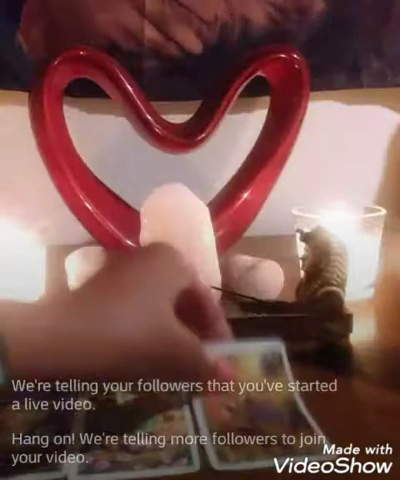 We're telling your followers that you've started
a live video.
Hang on! We're telling more followers to join
your video.
Made with
VideoShow